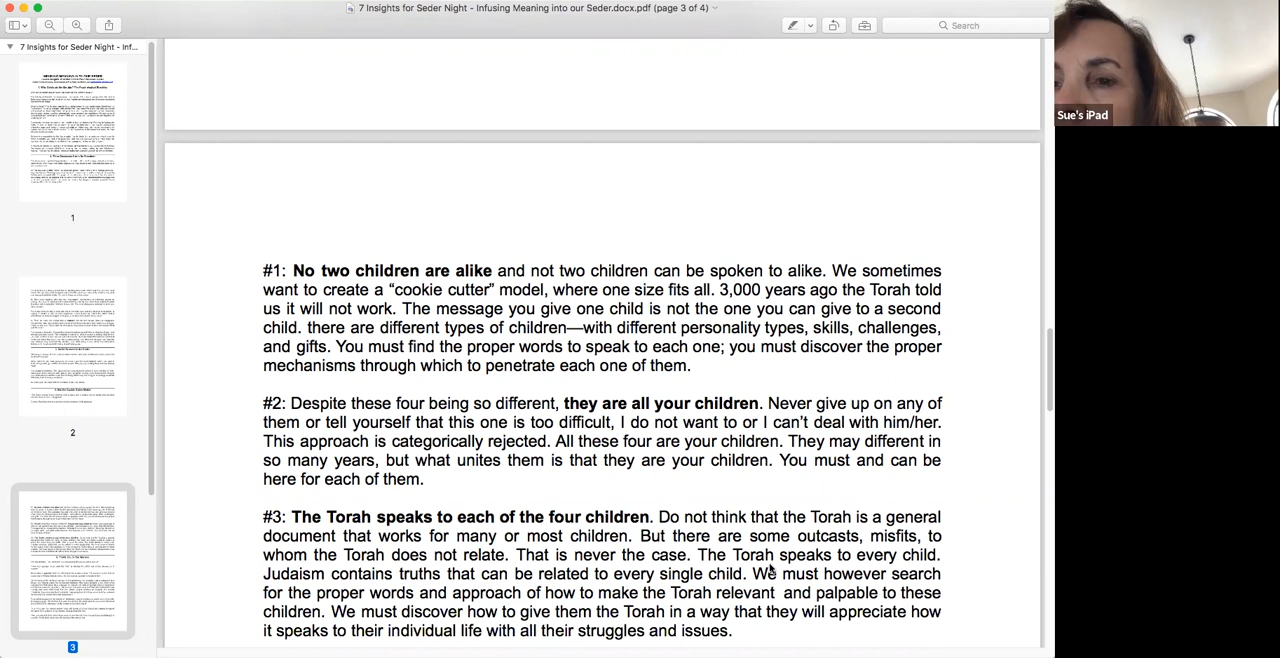 7 Insights for Seder Night - Infusing Meaning into our Seder.docx.pdf (page 3 of 4)
Search
7 Insights for Seder Night - Inf...
1
2
3
Sue's iPad
#1: No two children are alike and not two children can be spoken to alike. We sometimes
want to create a “cookie cutter” model, where one size fits all. 3,000 years ago the Torah told
us it will not work. The message you give one child is not the one you can give to a second
child. there are different types of children—with different personality types, skills, challenges,
and gifts. You must find the proper words to speak to each one; you must discover the proper
mechanisms through which to penetrate each one of them.
#2: Despite these four being so different, they are all your children. Never give up on any of
them or tell yourself that this one is too difficult, I do not want to or I can’t deal with him/her.
This approach is categorically rejected. All these four are your children. They may different in
so many years, but what unites them is that they are your children. You must and can be
here for each of them.
#3: The Torah speaks to each of the four children. Do not think that the Torah is a general
document that works for many or most children. But there are some outcasts, misfits, to
whom the Torah does not relate. That is never the case. The Torah speaks to every child.
Judaism contains truths that can be related to every single child. We must however search
for the proper words and approach of how to make the Torah relevant and palpable to these
children. We must discover how to give them the Torah in a way that they will appreciate how
it speaks to their individual life with all their struggles and issues.